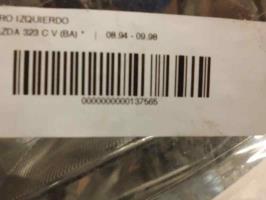 RO IZQUIERDO
ZDA 323 C V (BA) * | 08.94 - 09.98
0000000000137565